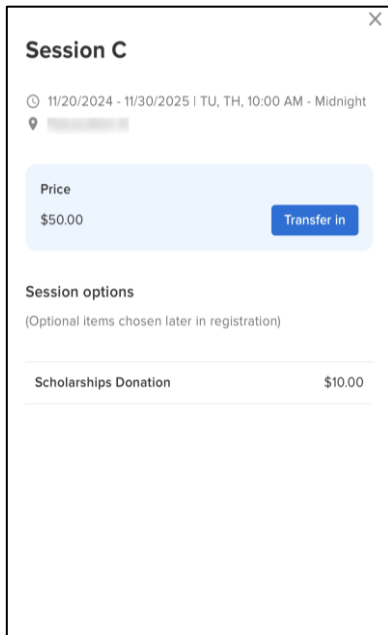 Session C
11/20/2024 - 11/30/2025 | TU, TH, 10:00 AM - Midnight
Price
$50.00
Transfer in
Session options
(Optional items chosen later in registration)
Scholarships Donation $10.00